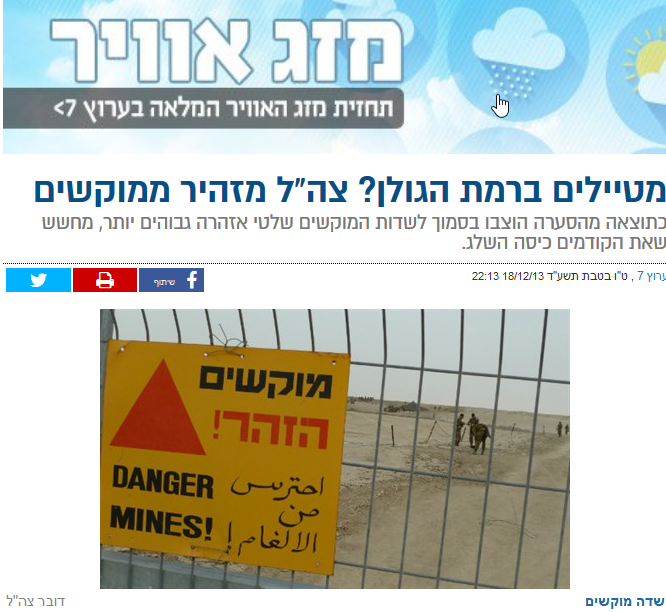 מזג אוויר
תחזית מזג האוויר המלאה בערוץ 7>
מטיילים ברמת הגולן? צה"ל מזהיר ממוקשים
כתוצאה מהסערה הוצבו בסמוך לשדות המוקשים שלטי אזהרה גבוהים יותר, מחשש
שאת הקודמים כיסה השלג.
ערוץ 7 , ט"ו בטבת תשע"ד 18/12/13 22:13
שיתוף
מוקשים
הזהר!
DANGER
MINES!
احترس
من
الالغام!
שדה מוקשים
דובר צה"ל